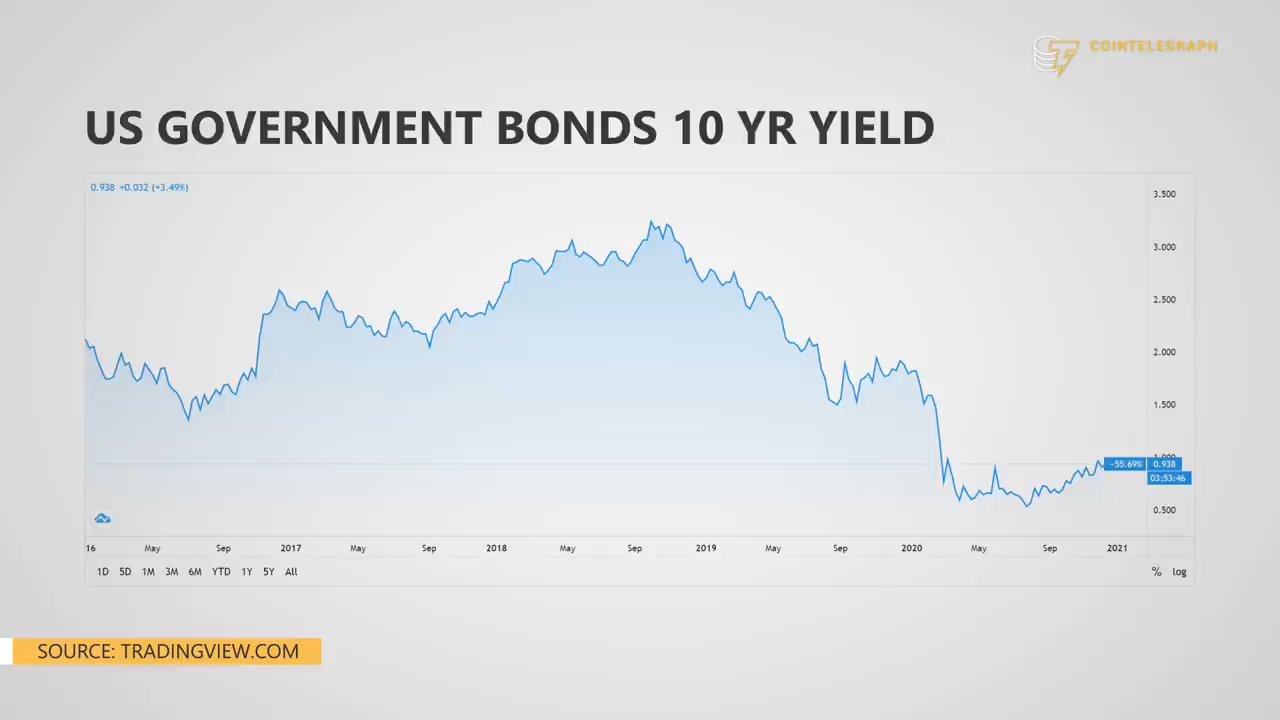 COINTELEGRAPH
US GOVERNMENT BONDS 10 YR YIELD
0.938 +0.032 (+3.49%)
3.500
3.000
2.500
2.000
1.500
1.000
-55.69% 0.938
03:53:46
0.500
16 May Sep 2017 May Sep 2018 May Sep 2019 May Sep 2020 May Sep 2021
1D 5D 1M 3M 6M YTD 1Y 5Y All % log
SOURCE: TRADINGVIEW.COM